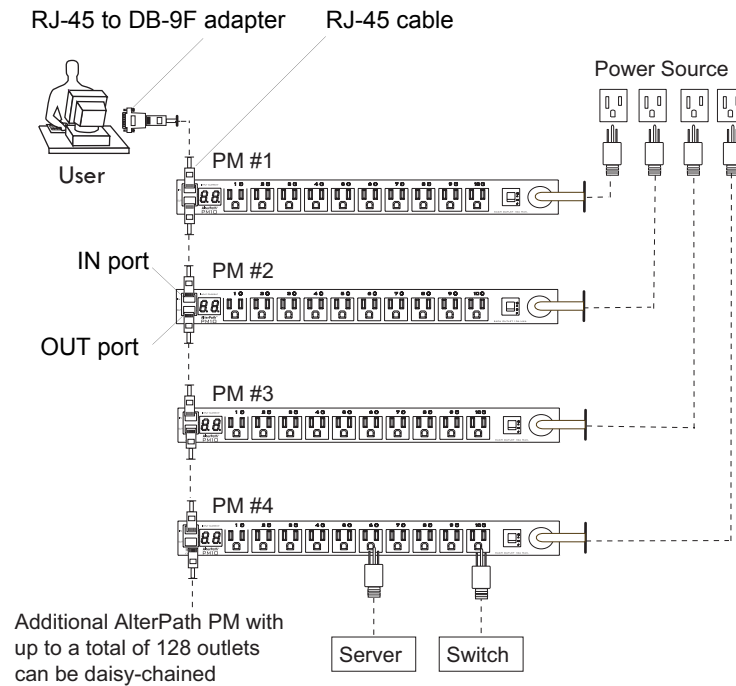 RJ-45 to DB-9F adapter
RJ-45 cable
Power Source
User
PM #1
IN port
PM #2
OUT port
PM #3
PM #4
Additional AlterPath PM with
up to a total of 128 outlets
can be daisy-chained
Server
Switch